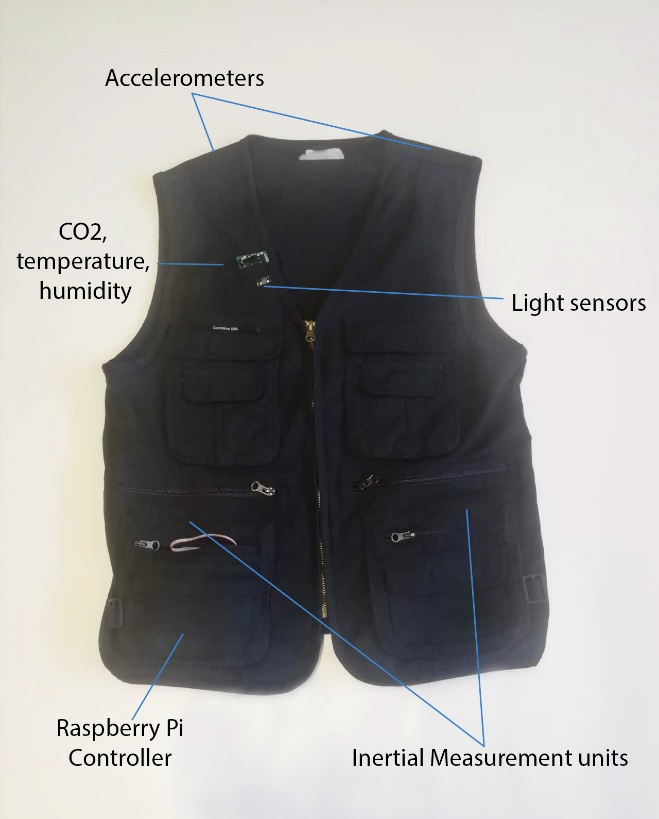 Accelerometers
CO2,
temperature,
humidity
Light sensors
Raspberry Pi
Controller
Inertial Measurement units